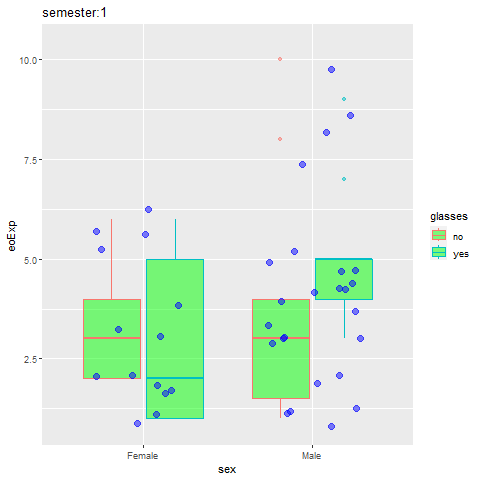 semester:1
10.0
7.5
5.0
2.5
eoExp
Female
Male
sex
glasses
no
yes